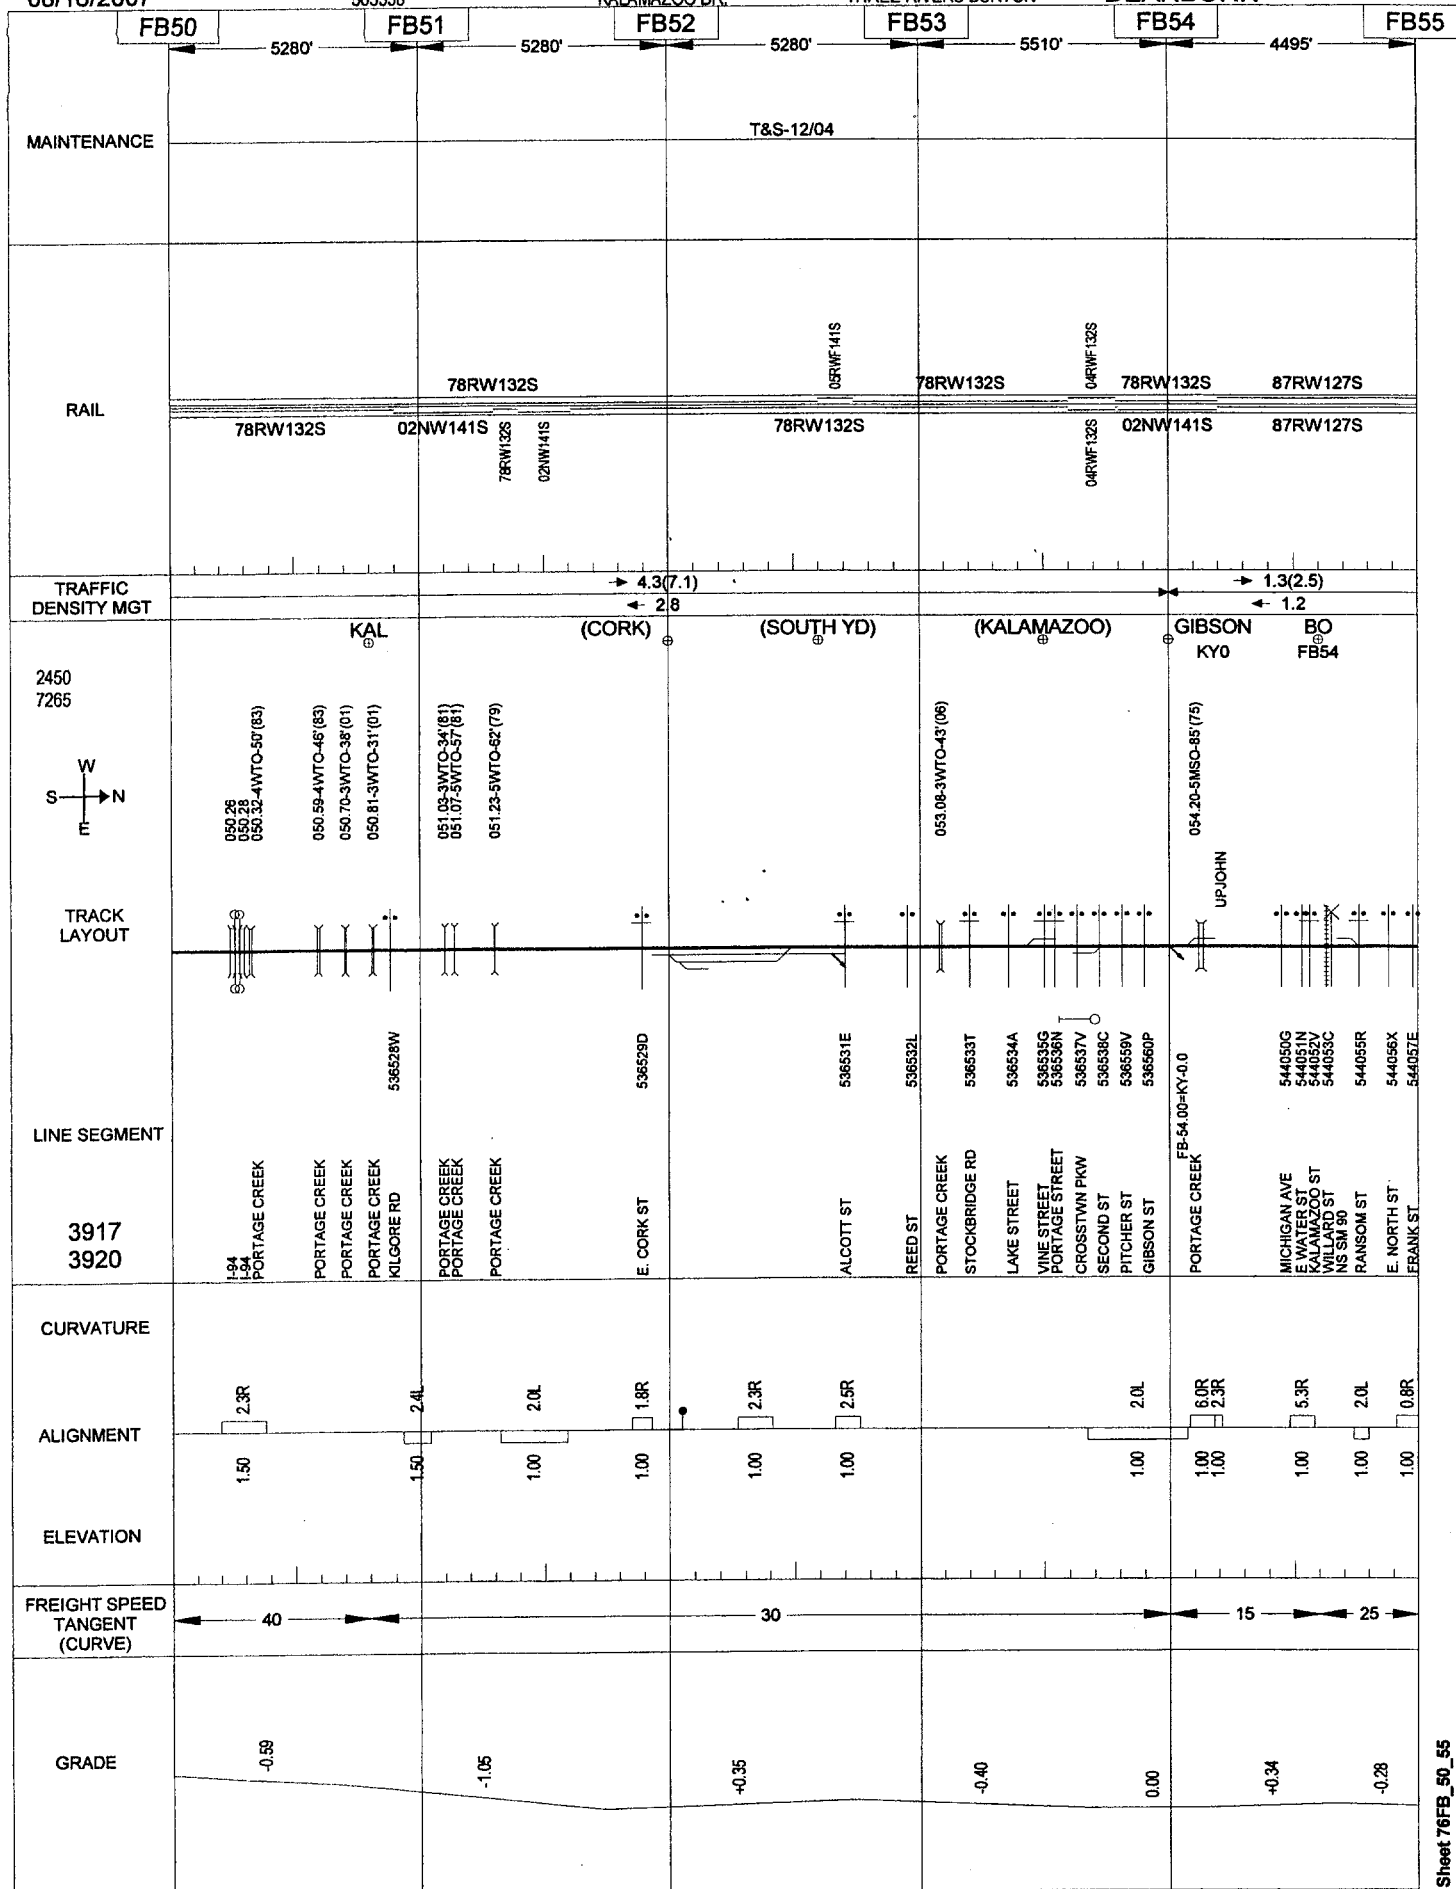 FB50 FB51 FB52 FB53 FB54 FB55
5280' 5280' 5280' 5510' 4495'
MAINTENANCE
T&S-12/04
RAIL
05RWF141S
04RWF132S
78RW132S 78RW132S 78RW132S 87RW127S
78RW132S 02NW141S 78RW132S 02NW141S 87RW127S
78RW132S
02NW141S
04RWF132S
TRAFFIC
DENSITY MGT
4.3(7.1) 1.3(2.5)
2.8 1.2
KAL (CORK) (SOUTH YD) (KALAMAZOO) GIBSON BO
KY0 FB54
2450
7265
W
S N
E
050.26
050.28
050.32-4WTO-50'(83)
050.59-4WTO-46'(83)
050.70-3WTO-38'(01)
050.81-3WTO-31'(01)
051.03-3WTO-34'(81)
051.07-5WTO-57'(81)
051.23-5WTO-62'(79)
053.08-3WTO-43'(06)
054.20-5MSO-85'(75)
UPJOHN
TRACK
LAYOUT
536528W
536529D
536531E
536532L
536533T
536534A
536535G
536536N
536537V
536538C
536559V
536560P
FB-54.00=KY-0.0
544050G
544051N
544052V
544053C
544055R
544056X
544057E
LINE SEGMENT
3917
3920
I-94
I-94
PORTAGE CREEK
PORTAGE CREEK
PORTAGE CREEK
PORTAGE CREEK
KILGORE RD
PORTAGE CREEK
PORTAGE CREEK
PORTAGE CREEK
E. CORK ST
ALCOTT ST
REED ST
PORTAGE CREEK
STOCKBRIDGE RD
LAKE STREET
VINE STREET
PORTAGE STREET
CROSSTWN PKW
SECOND ST
PITCHER ST
GIBSON ST
PORTAGE CREEK
MICHIGAN AVE
E WATER ST
KALAMAZOO ST
WILLARD ST
NS SM 90
RANSOM ST
E. NORTH ST
FRANK ST
CURVATURE
2.3R 2.4L 2.0L 1.8R 2.3R 2.5R 2.0L 6.0R 2.3R 5.3R 2.0L 0.8R
ALIGNMENT
1.50 1.50 1.00 1.00 1.00 1.00 1.00 1.00 1.00 1.00 1.00 1.00
ELEVATION
FREIGHT SPEED
TANGENT
(CURVE)
40 30 15 25
GRADE
-0.59 -1.05 +0.35 -0.40 0.00 +0.34 -0.28
Sheet 76FB_50_55